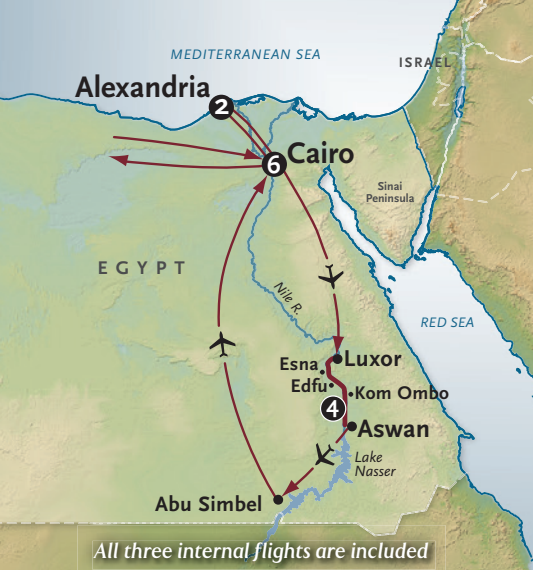 MEDITERRANEAN SEA
ISRAEL
Alexandria
2
6
Cairo
Sinai
Peninsula
EGYPT
Nile R.
RED SEA
Luxor
Esna
Edfu
Kom Ombo
4
Aswan
Lake
Nasser
Abu Simbel
All three internal flights are included